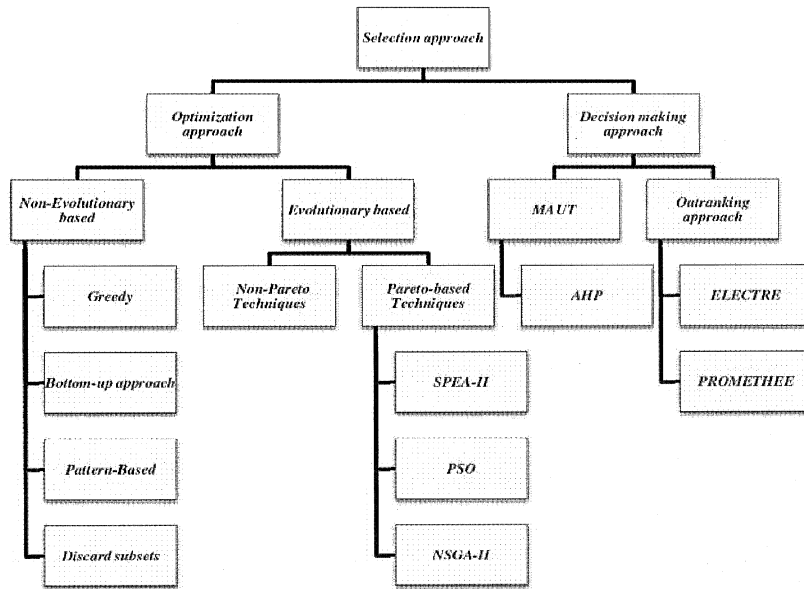 Selection approach
Optimization
approach
Decision making
approach
Non-Evolutionary
based
Evolutionary based
MAUT
Outranking
approach
Greedy
Non-Pareto
Techniques
Pareto-based
Techniques
AHP
ELECTRE
Bottom-up approach
SPEA-II
PROMETHEE
Pattern-Based
PSO
Discard subsets
NSGA-II